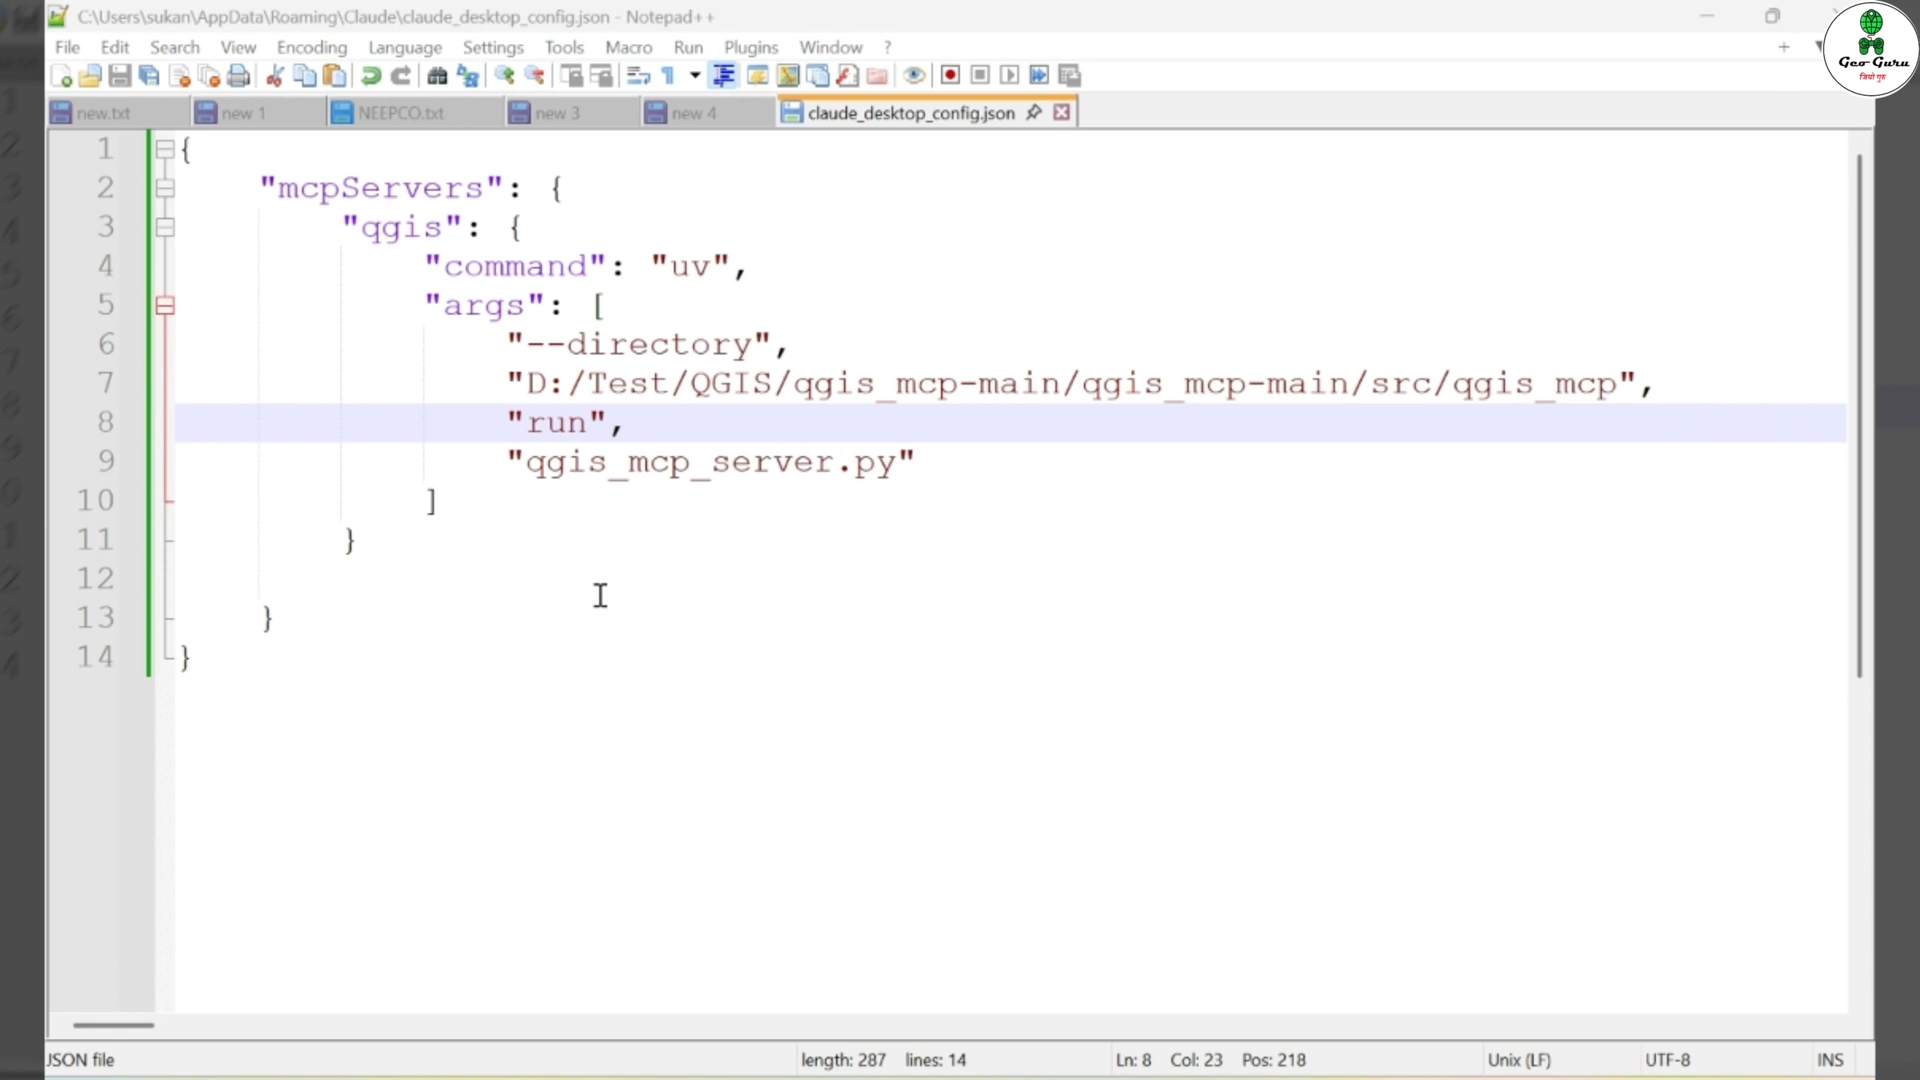 C:\Users\sukan\AppData\Roaming\Claude\claude_desktop_config.json - Notepad++
File Edit Search View Encoding Language Settings Tools Macro Run Plugins Window ?
Geo Guru
जियो गुरु
new.txt new 1 NEEPCO.txt new 3 new 4 claude_desktop_config.json
1 {
2 "mcpServers": {
3 "qgis": {
4 "command": "uv",
5 "args": [
6 "--directory",
7 "D:/Test/QGIS/qgis_mcp-main/qgis_mcp-main/src/qgis_mcp",
8 "run",
9 "qgis_mcp_server.py"
10 ]
11 }
12
13 }
14 }
JSON file length: 287 lines: 14 Ln: 8 Col: 23 Pos: 218 Unix (LF) UTF-8 INS